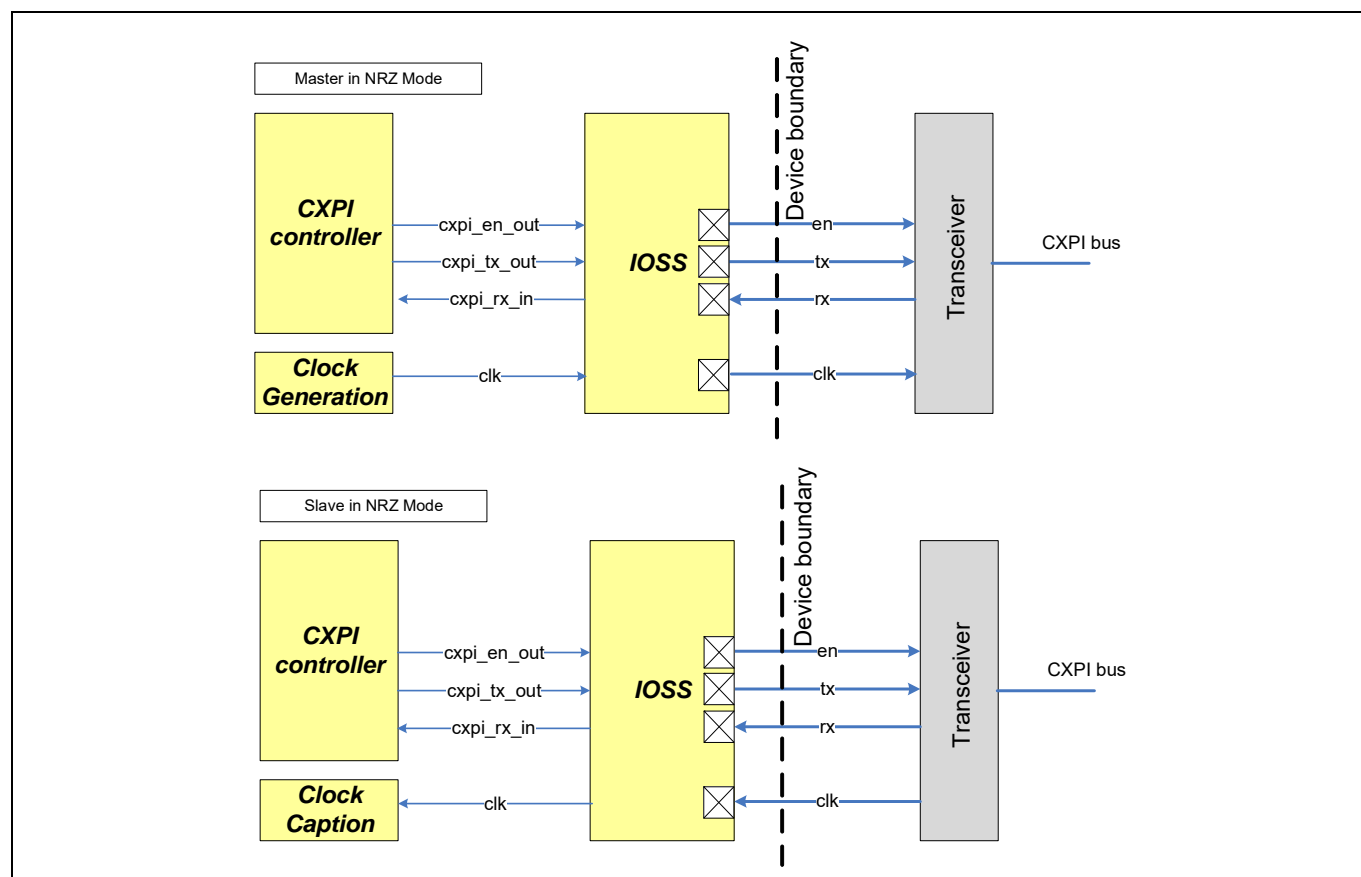 Master in NRZ Mode
Device boundary
CXPI
controller
cxpi_en_out
cxpi_tx_out
cxpi_rx_in
IOSS
en
tx
rx
Transceiver
CXPI bus
Clock
Generation
clk
clk
Slave in NRZ Mode
Device boundary
CXPI
controller
cxpi_en_out
cxpi_tx_out
cxpi_rx_in
IOSS
en
tx
rx
Transceiver
CXPI bus
Clock
Caption
clk
clk